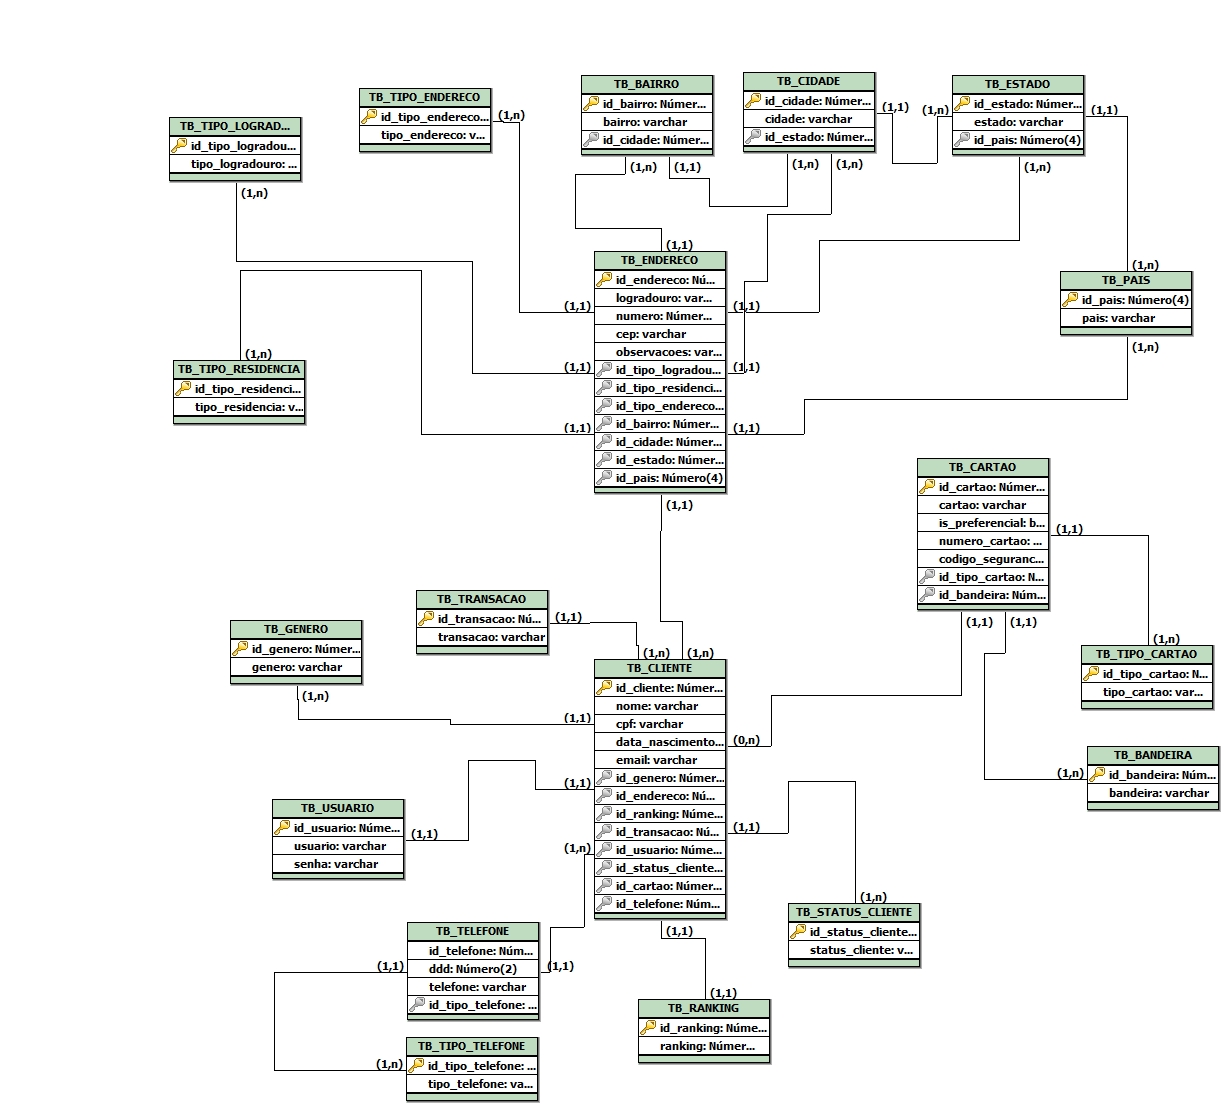 TB_TIPO_LOGRAD...
id_tipo_logradou...
tipo_logradouro: ...
(1,n)
TB_TIPO_ENDERECO
id_tipo_endereco...
tipo_endereco: v...
(1,n)
TB_BAIRRO
id_bairro: Númer...
bairro: varchar
id_cidade: Númer...
(1,n)
(1,1)
TB_CIDADE
id_cidade: Númer...
cidade: varchar
id_estado: Númer...
(1,1)
(1,n)
(1,n)
TB_ESTADO
id_estado: Númer...
estado: varchar
id_pais: Número(4)
(1,n)
(1,1)
(1,n)
(1,n)
TB_PAIS
id_pais: Número(4)
pais: varchar
(1,n)
(1,n)
TB_TIPO_RESIDENCIA
id_tipo_residenci...
tipo_residencia: v...
(1,1)
TB_ENDERECO
id_endereco: Nú...
logradouro: var...
numero: Númer...
cep: varchar
observacoes: var...
id_tipo_logradou...
id_tipo_residenci...
id_tipo_endereco...
id_bairro: Númer...
id_cidade: Númer...
id_estado: Númer...
id_pais: Número(4)
(1,1)
(1,1)
(1,1)
(1,1)
(1,1)
(1,1)
(1,1)
TB_CARTAO
id_cartao: Númer...
cartao: varchar
is_preferencial: b...
numero_cartao: ...
codigo_seguranc...
id_tipo_cartao: N...
id_bandeira: Núm...
(1,1)
(1,1)
(1,1)
(1,n)
TB_TIPO_CARTAO
id_tipo_cartao: N...
tipo_cartao: var...
(1,n)
TB_BANDEIRA
id_bandeira: Núm...
bandeira: varchar
TB_TRANSACAO
id_transacao: Nú...
transacao: varchar
(1,1)
TB_GENERO
id_genero: Númer...
genero: varchar
(1,n)
(1,n)
(1,n)
TB_CLIENTE
id_cliente: Númer...
nome: varchar
cpf: varchar
data_nascimento...
email: varchar
id_genero: Númer...
id_endereco: Nú...
id_ranking: Núme...
id_transacao: Nú...
id_usuario: Núme...
id_status_cliente...
id_cartao: Númer...
id_telefone: Núm...
(1,1)
(0,n)
(1,1)
(1,1)
(1,n)
(1,1)
TB_USUARIO
id_usuario: Núme...
usuario: varchar
senha: varchar
(1,1)
(1,n)
TB_STATUS_CLIENTE
id_status_cliente...
status_cliente: v...
TB_TELEFONE
id_telefone: Núm...
ddd: Número(2)
telefone: varchar
id_tipo_telefone: ...
(1,1)
(1,1)
(1,n)
TB_TIPO_TELEFONE
id_tipo_telefone: ...
tipo_telefone: va...
(1,1)
TB_RANKING
id_ranking: Núme...
ranking: Númer...